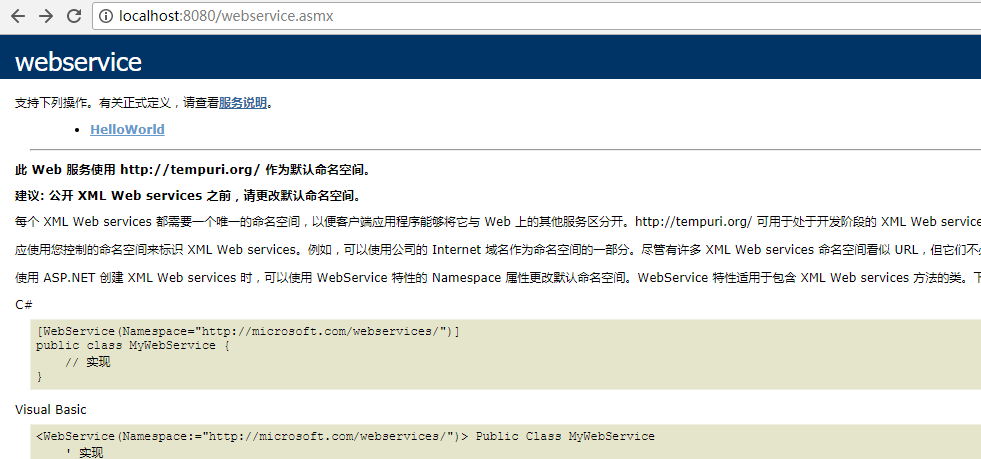 localhost:8080/webservice.asmx
webservice
支持下列操作。有关正式定义，请查看服务说明。
HelloWorld
此 Web 服务使用 http://tempuri.org/ 作为默认命名空间。
建议: 公开 XML Web services 之前，请更改默认命名空间。
每个 XML Web services 都需要一个唯一的命名空间，以便客户端应用程序能够将它与 Web 上的其他服务区分开。http://tempuri.org/ 可用于处于开发阶段的 XML Web service
应使用您控制的命名空间来标识 XML Web services。例如，可以使用公司的 Internet 域名作为命名空间的一部分。尽管有许多 XML Web services 命名空间看似 URL，但它们不
使用 ASP.NET 创建 XML Web services 时，可以使用 WebService 特性的 Namespace 属性更改默认命名空间。WebService 特性适用于包含 XML Web services 方法的类。
C#
[WebService(Namespace="http://microsoft.com/webservices/")]
public class MyWebService {
    // 实现
}
Visual Basic
<WebService(Namespace:="http://microsoft.com/webservices/")> Public Class MyWebService
    ' 实现